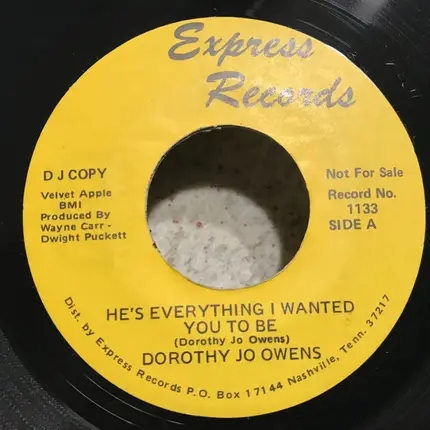 Express
Records
D J COPY
Velvet Apple
BMI
Produced By
Wayne Carr -
Dwight Puckett
Not For Sale
Record No.
1133
SIDE A
HE'S EVERYTHING I WANTED
YOU TO BE
(Dorothy Jo Owens)
DOROTHY JO OWENS
Dist. by Express Records P.O. Box 17144 Nashville, Tenn. 37217